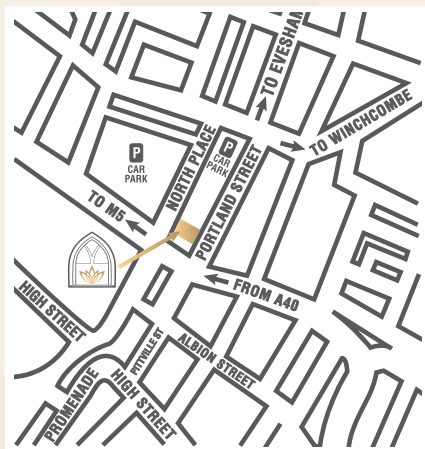 TO EVESHAM
TO WINCHCOMBE
P
CAR
PARK
NORTH PLACE
P
CAR
PARK
PORTLAND STREET
TO M5
FROM A40
HIGH STREET
PITTVILLE ST
ALBION STREET
PROMENADE
HIGH STREET